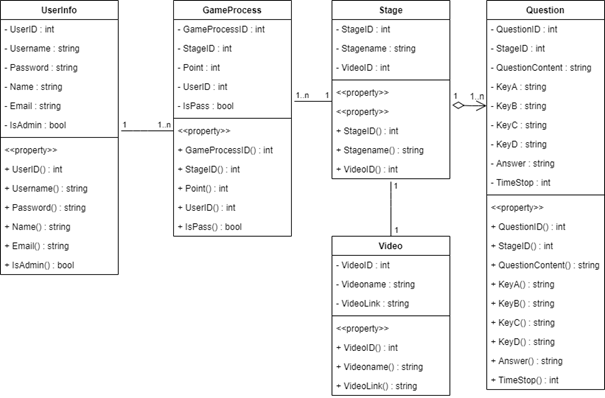 UserInfo
- UserID : int
- Username : string
- Password : string
- Name : string
- Email : string
- IsAdmin : bool
<<property>>
+ UserID() : int
+ Username() : string
+ Password() : string
+ Name() : string
+ Email() : string
+ IsAdmin() : bool
1
1..n
GameProcess
- GameProcessID : int
- StageID : int
- Point : int
- UserID : int
- IsPass : bool
<<property>>
+ GameProcessID() : int
+ StageID() : int
+ Point() : int
+ UserID() : int
+ IsPass() : bool
1..n
1
Stage
- StageID : int
- Stagename : string
- VideoID : int
<<property>>
<<property>>
+ StageID() : int
+ Stagename() : string
+ VideoID() : int
1
1..n
1
1
Video
- VideoID : int
- Videoname : string
- VideoLink : string
<<property>>
+ VideoID() : int
+ Videoname() : string
+ VideoLink() : string
Question
- QuestionID : int
- StageID : int
- QuestionContent : string
- KeyA : string
- KeyB : string
- KeyC : string
- KeyD : string
- Answer : string
- TimeStop : int
<<property>>
+ QuestionID() : int
+ StageID() : int
+ QuestionContent() : string
+ KeyA() : string
+ KeyB() : string
+ KeyC() : string
+ KeyD() : string
+ Answer() : string
+ TimeStop() : int